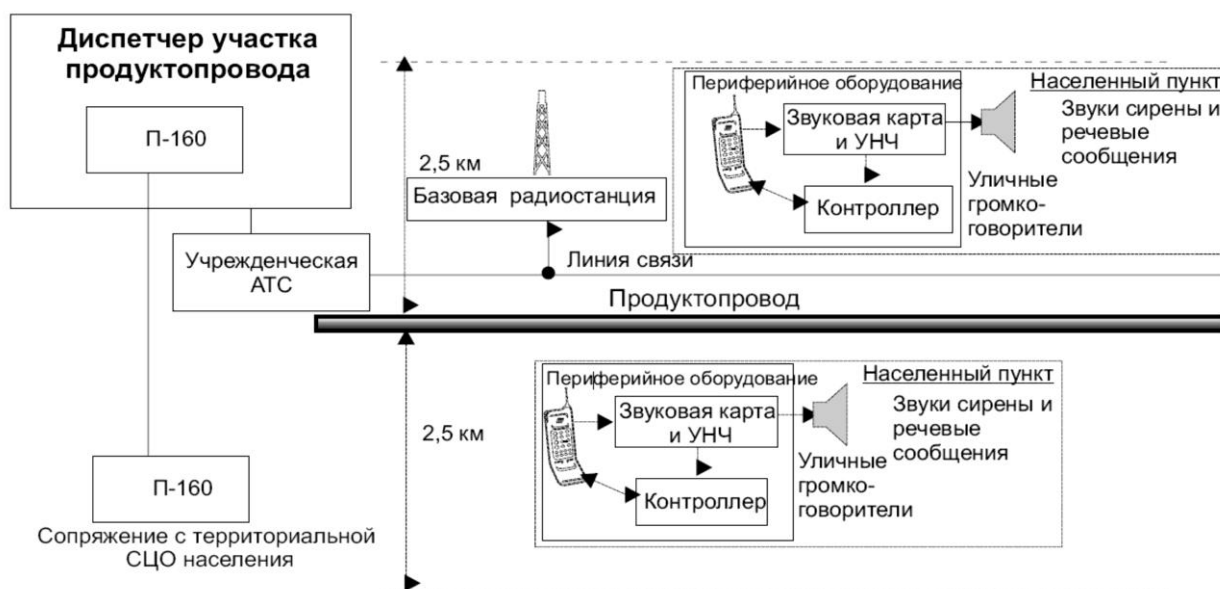 Диспетчер участка
продуктопровода
П-160
Учрежденческая
АТС
П-160
Сопряжение с территориальной
СЦО населения
2,5 км
Базовая радиостанция
Линия связи
Продуктопровод
Периферийное оборудование
Звуковая карта
и УНЧ
Контроллер
Населенный пункт
Звуки сирены и
речевые
сообщения
Уличные
громко-
говорители
2,5 км
Периферийное оборудование
Звуковая карта
и УНЧ
Контроллер
Населенный пункт
Звуки сирены и
речевые
сообщения
Уличные
громко-
говорители